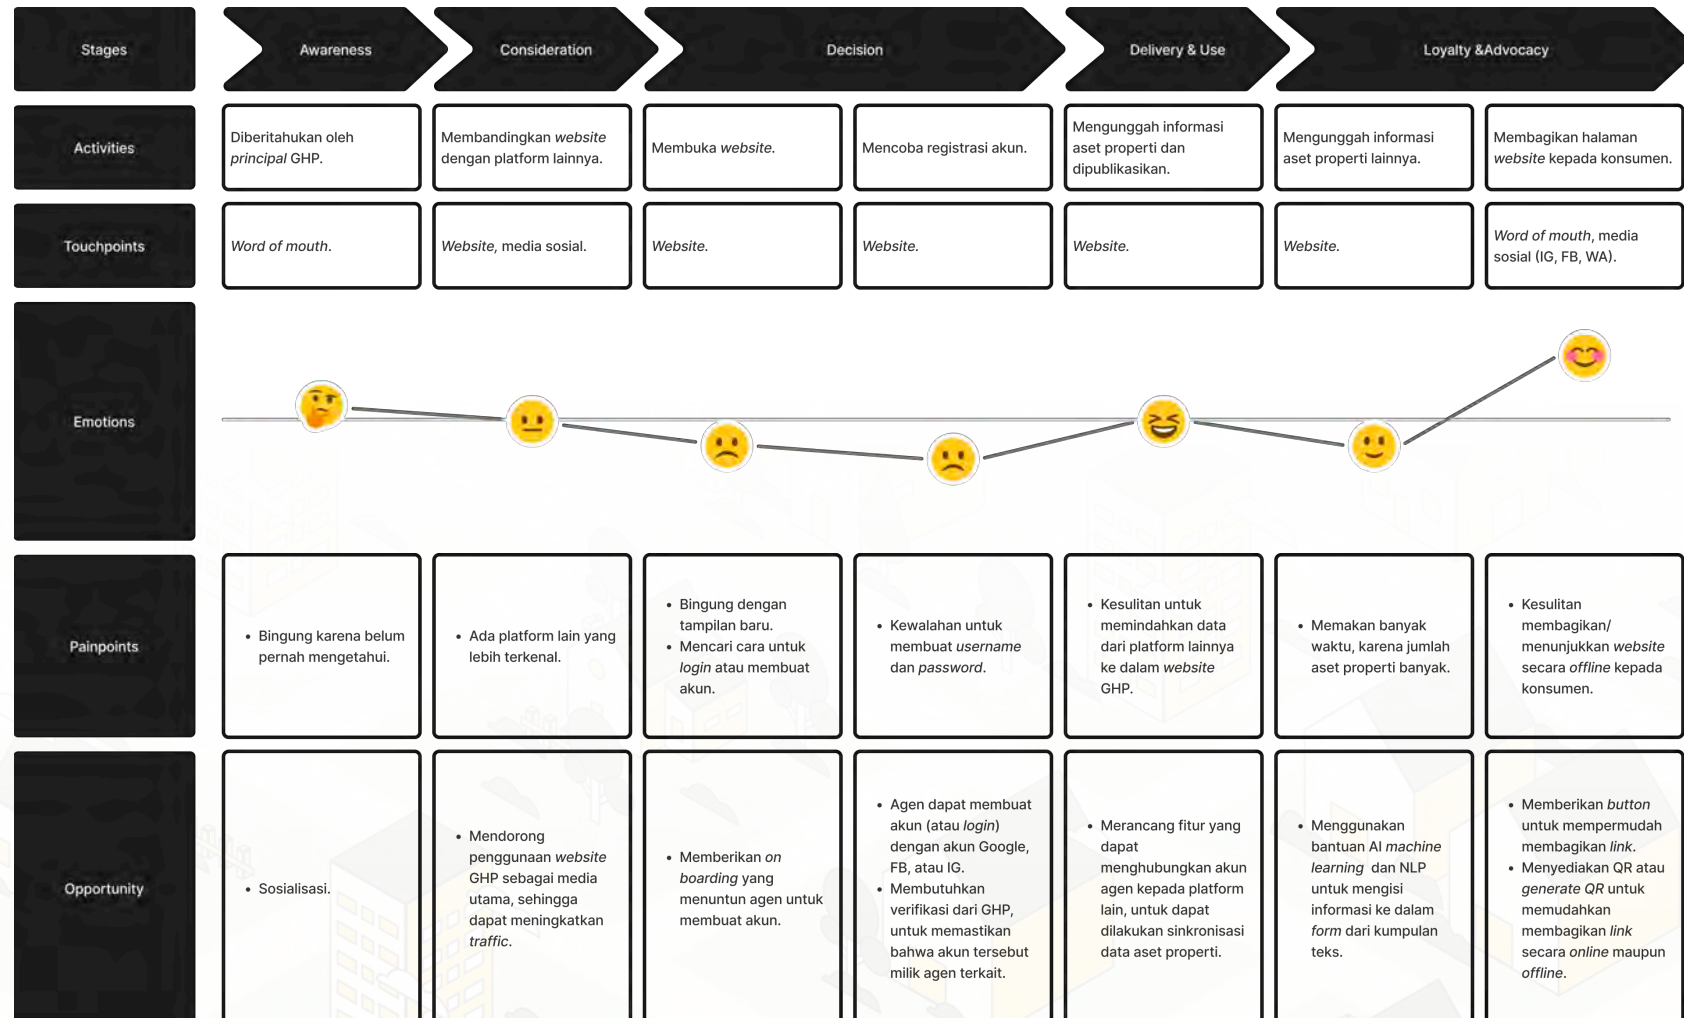 Stages
Awareness
Consideration
Decision
Delivery & Use
Loyalty &Advocacy
Activities
Diberitahukan oleh
principal GHP.
Membandingkan website
dengan platform lainnya.
Membuka website.
Mencoba registrasi akun.
Mengunggah informasi
aset properti dan
dipublikasikan.
Mengunggah informasi
aset properti lainnya.
Membagikan halaman
website kepada konsumen.
Touchpoints
Word of mouth.
Website, media sosial.
Website.
Website.
Website.
Website.
Word of mouth, media
sosial (IG, FB, WA).
Emotions
Painpoints
• Bingung karena belum
pernah mengetahui.
• Ada platform lain yang
lebih terkenal.
• Bingung dengan
tampilan baru.
• Mencari cara untuk
login atau membuat
akun.
• Kewalahan untuk
membuat username
dan password.
• Kesulitan untuk
memindahkan data
dari platform lainnya
ke dalam website
GHP.
• Memakan banyak
waktu, karena jumlah
aset properti banyak.
• Kesulitan
membagikan/
menunjukkan website
secara offline kepada
konsumen.
Opportunity
• Sosialisasi.
• Mendorong
penggunaan website
GHP sebagai media
utama, sehingga
dapat meningkatkan
traffic.
• Memberikan on
boarding yang
menuntun agen untuk
membuat akun.
• Agen dapat membuat
akun (atau login)
dengan akun Google,
FB, atau IG.
• Membutuhkan
verifikasi dari GHP,
untuk memastikan
bahwa akun tersebut
milik agen terkait.
• Merancang fitur yang
dapat
menghubungkan akun
agen kepada platform
lain, untuk dapat
dilakukan sinkronisasi
data aset properti.
• Menggunakan
bantuan AI machine
learning dan NLP
untuk mengisi
informasi ke dalam
form dari kumpulan
teks.
• Memberikan button
untuk mempermudah
membagikan link.
• Menyediakan QR atau
generate QR untuk
memudahkan
membagikan link
secara online maupun
offline.